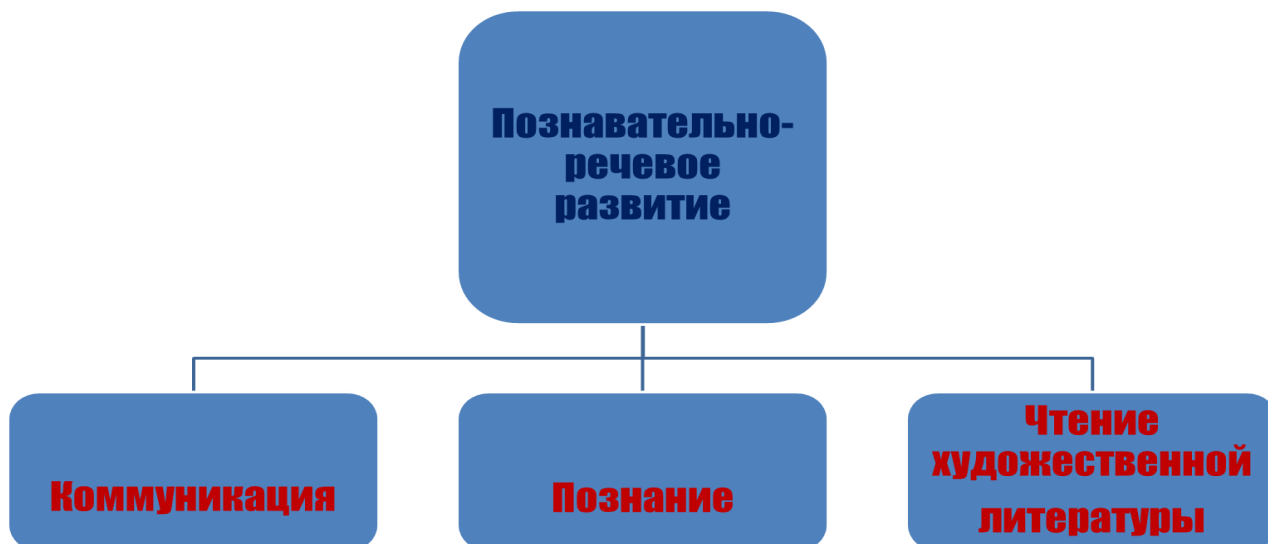 Познавательно-
речевое
развитие
Коммуникация
Познание
Чтение
художественной
литературы